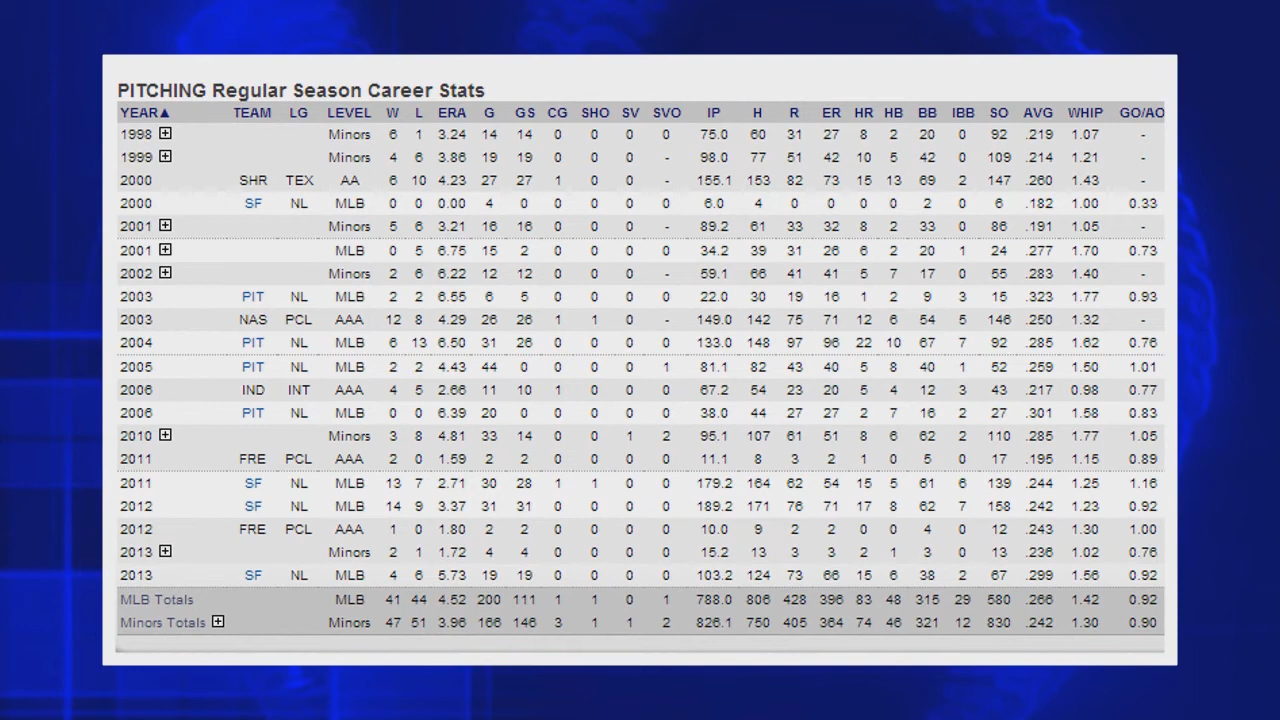 PITCHING Regular Season Career Stats
YEAR▲ TEAM LG LEVEL W L ERA G GS CG SHO SV SVO IP H R ER HR HB BB IBB SO AVG WHIP GO/AO
1998 Minors 6 1 3.24 14 14 0 0 0 0 75.0 60 31 27 8 2 20 0 92 .219 1.07 -
1999 Minors 4 6 3.86 19 19 0 0 0 - 98.0 77 51 42 10 5 42 0 109 .214 1.21 -
2000 SHR TEX AA 6 10 4.23 27 27 1 0 0 - 155.1 153 82 73 15 13 69 2 147 .260 1.43 -
2000 SF NL MLB 0 0 0.00 4 0 0 0 0 0 6.0 4 0 0 0 0 2 0 6 .182 1.00 0.33
2001 Minors 5 6 3.21 16 16 0 0 0 - 89.2 61 33 32 8 2 33 0 86 .191 1.05 -
2001 MLB 0 5 6.75 15 2 0 0 0 0 34.2 39 31 26 6 2 20 1 24 .277 1.70 0.73
2002 Minors 2 6 6.22 12 12 0 0 0 - 59.1 66 41 41 5 7 17 0 55 .283 1.40 -
2003 PIT NL MLB 2 2 6.55 6 5 0 0 0 0 22.0 30 19 16 1 2 9 3 15 .323 1.77 0.93
2003 NAS PCL AAA 12 8 4.29 26 26 1 1 0 - 149.0 142 75 71 12 6 54 5 146 .250 1.32 -
2004 PIT NL MLB 6 13 6.50 31 26 0 0 0 0 133.0 148 97 96 22 10 67 7 92 .285 1.62 0.76
2005 PIT NL MLB 2 2 4.43 44 0 0 0 0 1 81.1 82 43 40 5 8 40 1 52 .259 1.50 1.01
2006 IND INT AAA 4 5 2.66 11 10 1 0 0 0 67.2 54 23 20 5 4 12 3 43 .217 0.98 0.77
2006 PIT NL MLB 0 0 6.39 20 0 0 0 0 0 38.0 44 27 27 2 7 16 2 27 .301 1.58 0.83
2010 Minors 3 8 4.81 33 14 0 0 1 2 95.1 107 61 51 8 6 62 2 110 .285 1.77 1.05
2011 FRE PCL AAA 2 0 1.59 2 2 0 0 0 0 11.1 8 3 2 1 0 5 0 17 .195 1.15 0.89
2011 SF NL MLB 13 7 2.71 30 28 1 1 0 0 179.2 164 62 54 15 5 61 6 139 .244 1.25 1.16
2012 SF NL MLB 14 9 3.37 31 31 0 0 0 0 189.2 171 76 71 17 8 62 7 158 .242 1.23 0.92
2012 FRE PCL AAA 1 0 1.80 2 2 0 0 0 0 10.0 9 2 2 0 0 4 0 12 .243 1.30 1.00
2013 Minors 2 1 1.72 4 4 0 0 0 0 15.2 13 3 3 2 1 3 0 13 .236 1.02 0.76
2013 SF NL MLB 4 6 5.73 19 19 0 0 0 0 103.2 124 73 66 15 6 38 2 67 .299 1.56 0.92
MLB Totals MLB 41 44 4.52 200 111 1 1 0 1 788.0 806 428 396 83 48 315 29 580 .266 1.42 0.92
Minors Totals Minors 47 51 3.96 166 146 3 1 1 2 826.1 750 405 364 74 46 321 12 830 .242 1.30 0.90